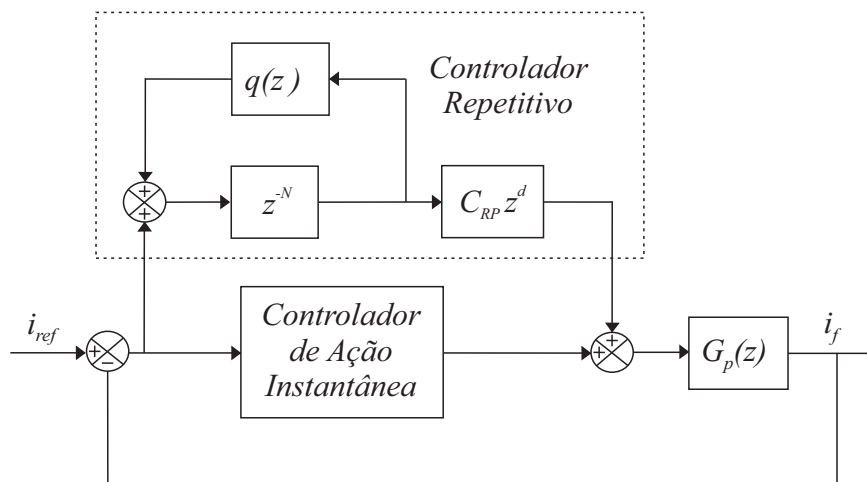 q(z)
Controlador
Repetitivo
+
+
z^-N
C_RP z^d
i_ref
+
−
Controlador
de Ação
Instantânea
+
+
G_p(z)
i_f